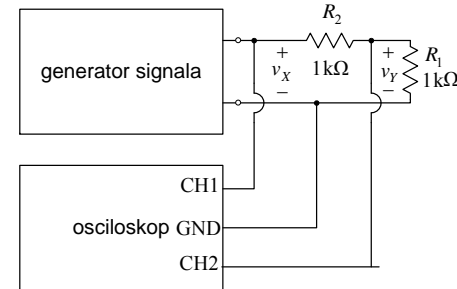 R2
+
+
generator signala
vX
1kΩ
vY
R1
1kΩ
−
−
CH1
osciloskop GND
CH2